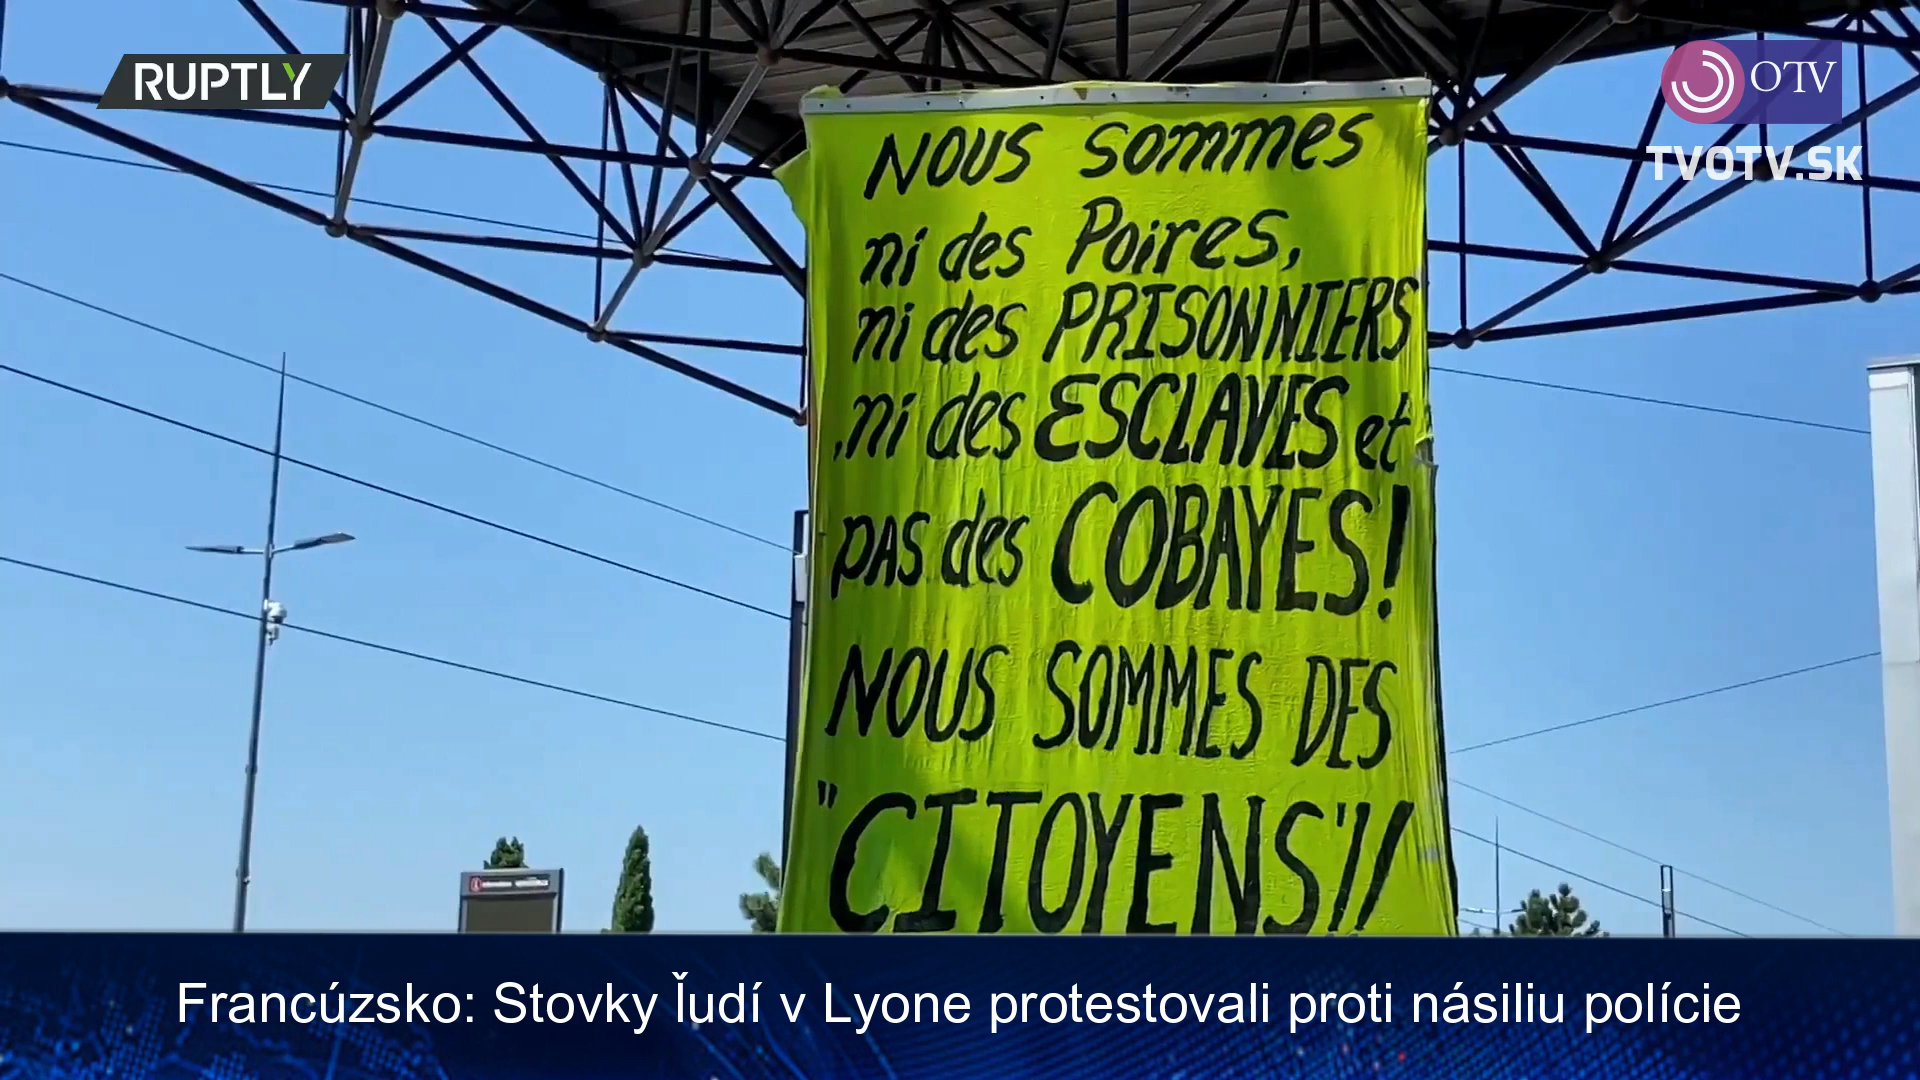 RUPTLY
OTV
TVOTV.SK
NOUS sommes
ni des Poires,
ni des PRISONNIERS
,ni des ESCLAVES et
pAS des COBAYES!
NOUS SOMMES DES
"CITOYENS"!!
Francúzsko: Stovky ľudí v Lyone protestovali proti násiliu polície